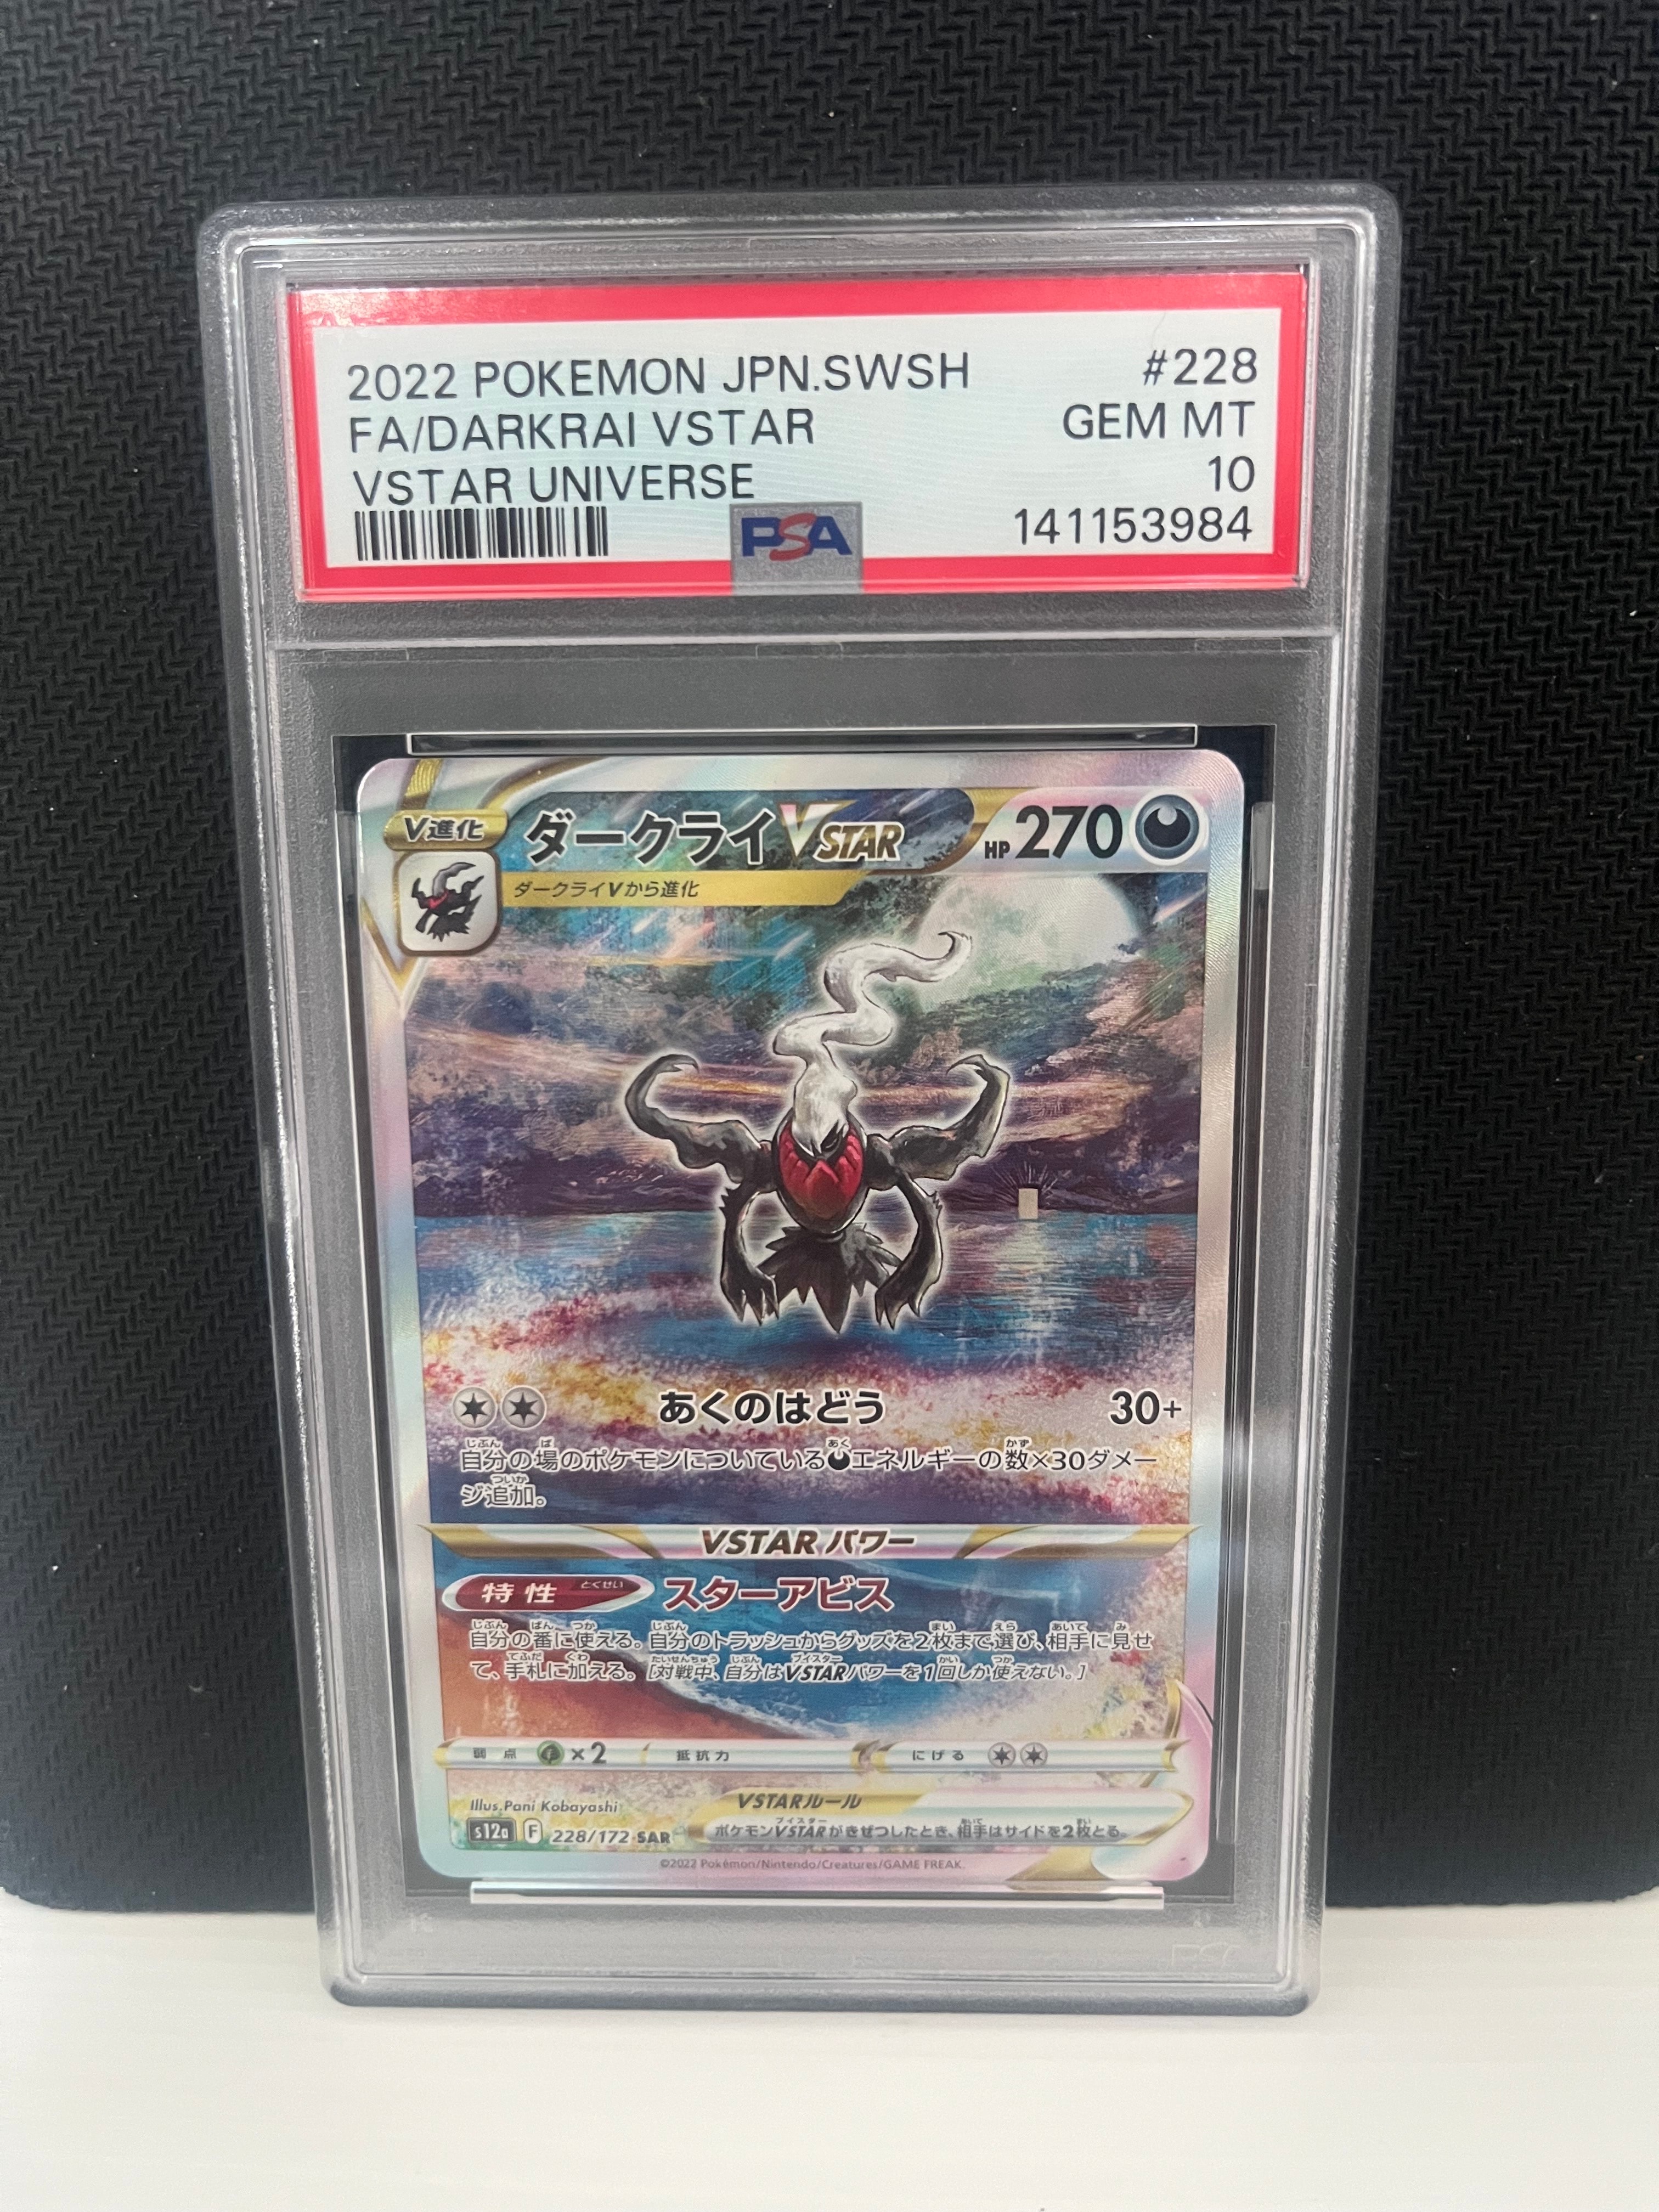 2022 POKEMON JPN.SWSH #228
FA/DARKRAI VSTAR GEM MT
VSTAR UNIVERSE 10
PSA 141153984
V進化 ダークライVSTAR HP 270
ダークライVから進化
あくのはどう 30+
自分の場のポケモンについているエネルギーの数×30ダメー
ジ追加。
VSTARパワー
特性 とくせい スターアビス
自分の番に使える。自分のトラッシュからグッズを2枚まで選び、相手に見せ
て、手札に加える。[対戦中、自分はVSTARパワーを1回しか使えない。]
弱点 ×2 抵抗力 にげる
Illus.Pani Kobayashi VSTARルール
s12a F 228/172 SAR ポケモンVSTARがきぜつしたとき、相手はサイドを2枚とる。
©2022 Pokémon/Nintendo/Creatures/GAME FREAK.